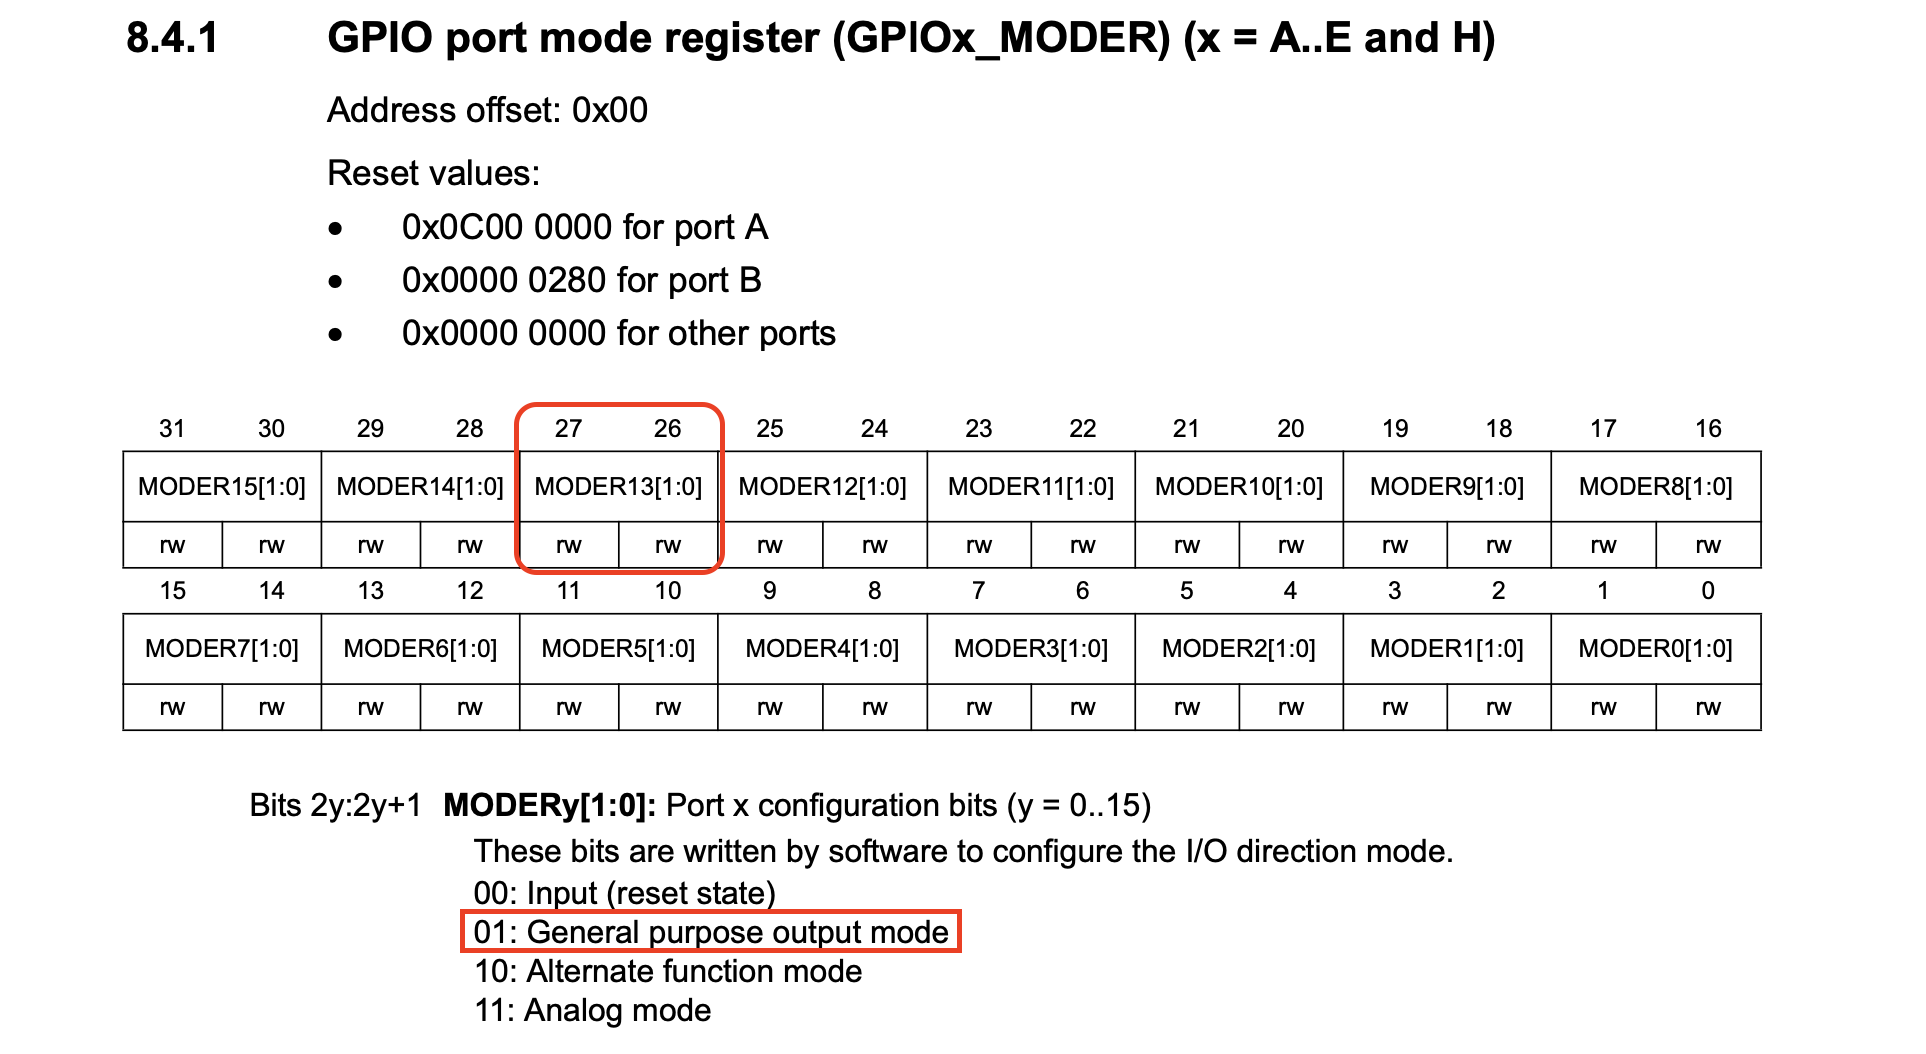 8.4.1 GPIO port mode register (GPIOx_MODER) (x = A..E and H)
Address offset: 0x00
Reset values:
• 0x0C00 0000 for port A
• 0x0000 0280 for port B
• 0x0000 0000 for other ports
31 30 29 28 27 26 25 24 23 22 21 20 19 18 17 16
MODER15[1:0] MODER14[1:0] MODER13[1:0] MODER12[1:0] MODER11[1:0] MODER10[1:0] MODER9[1:0] MODER8[1:0]
rw rw rw rw rw rw rw rw rw rw rw rw rw rw rw rw
15 14 13 12 11 10 9 8 7 6 5 4 3 2 1 0
MODER7[1:0] MODER6[1:0] MODER5[1:0] MODER4[1:0] MODER3[1:0] MODER2[1:0] MODER1[1:0] MODER0[1:0]
rw rw rw rw rw rw rw rw rw rw rw rw rw rw rw rw
Bits 2y:2y+1 MODERy[1:0]: Port x configuration bits (y = 0..15)
These bits are written by software to configure the I/O direction mode.
00: Input (reset state)
01: General purpose output mode
10: Alternate function mode
11: Analog mode